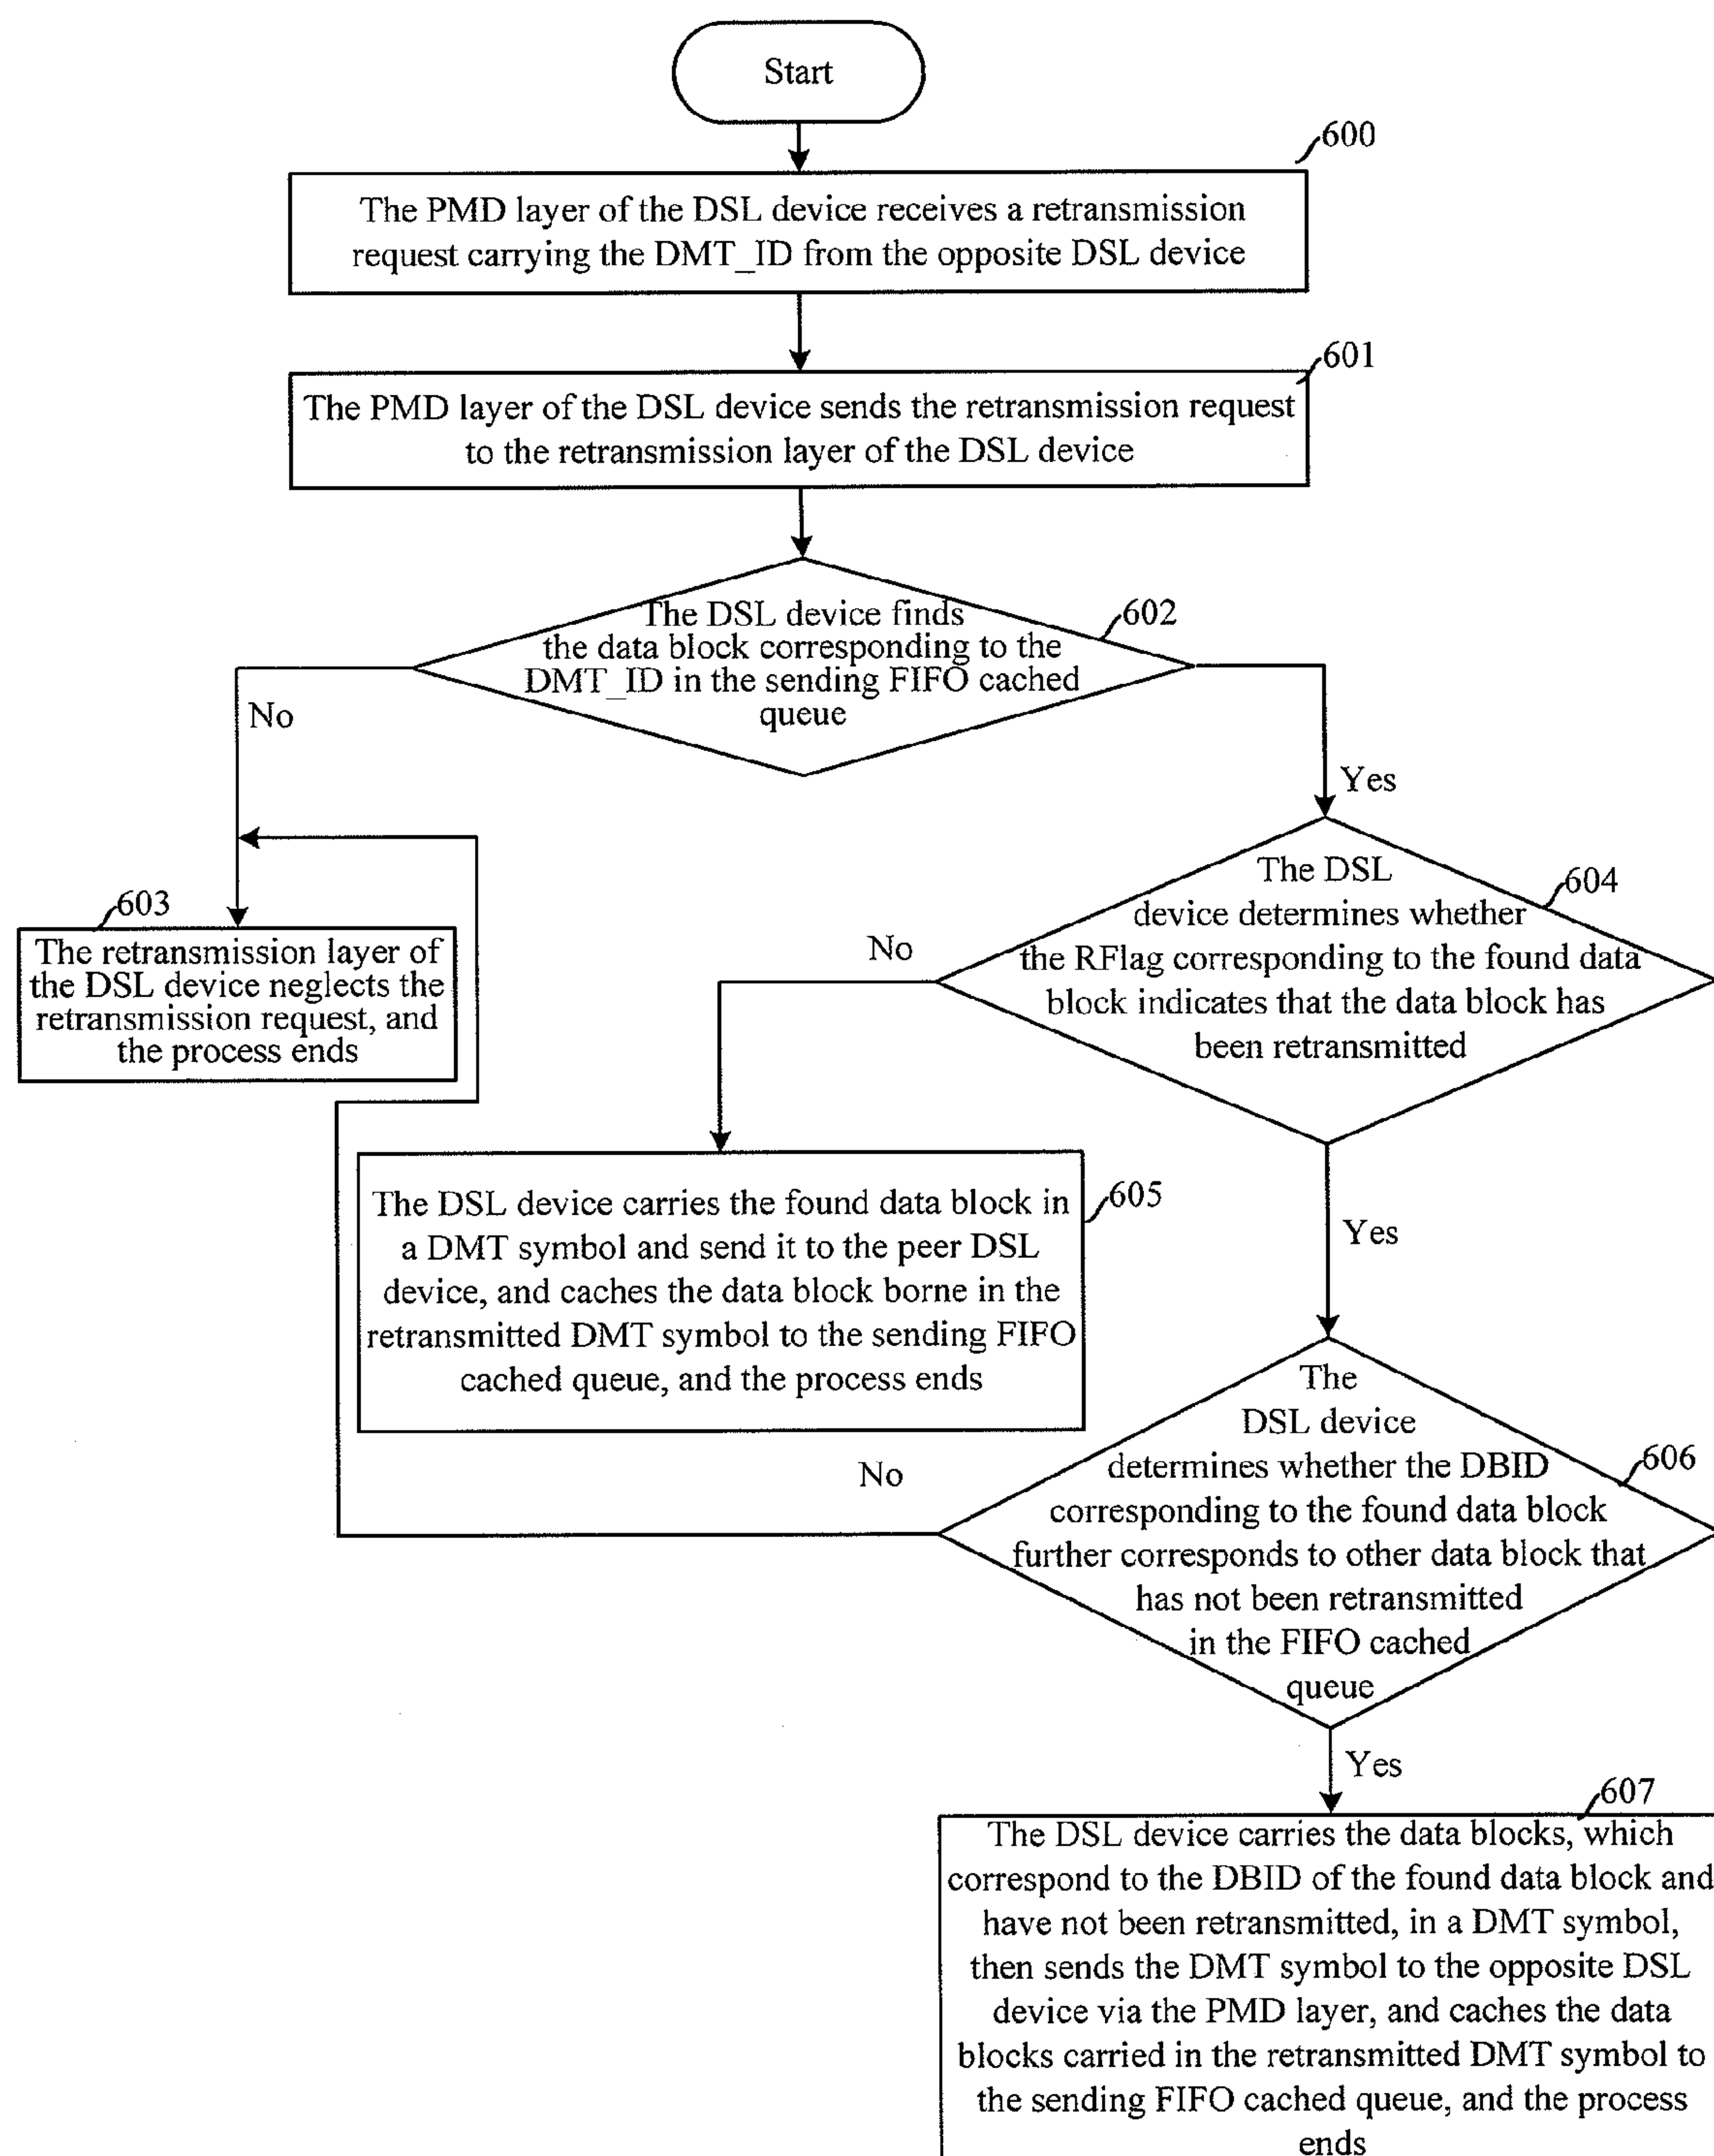 Start
600
The PMD layer of the DSL device receives a retransmission
request carrying the DMT_ID from the opposite DSL device
601
The PMD layer of the DSL device sends the retransmission request
to the retransmission layer of the DSL device
602
The DSL device finds
the data block corresponding to the
DMT_ID in the sending FIFO cached
queue
No
Yes
603
The retransmission layer of
the DSL device neglects the
retransmission request, and
the process ends
604
The DSL
device determines whether
the RFlag corresponding to the found data
block indicates that the data block has
been retransmitted
No
Yes
605
The DSL device carries the found data block in
a DMT symbol and send it to the peer DSL
device, and caches the data block borne in the
retransmitted DMT symbol to the sending FIFO
cached queue, and the process ends
606
The
DSL device
determines whether the DBID
corresponding to the found data block
further corresponds to other data block that
has not been retransmitted
in the FIFO cached
queue
No
Yes
607
The DSL device carries the data blocks, which
correspond to the DBID of the found data block and
have not been retransmitted, in a DMT symbol,
then sends the DMT symbol to the opposite DSL
device via the PMD layer, and caches the data
blocks carried in the retransmitted DMT symbol to
the sending FIFO cached queue, and the process
ends